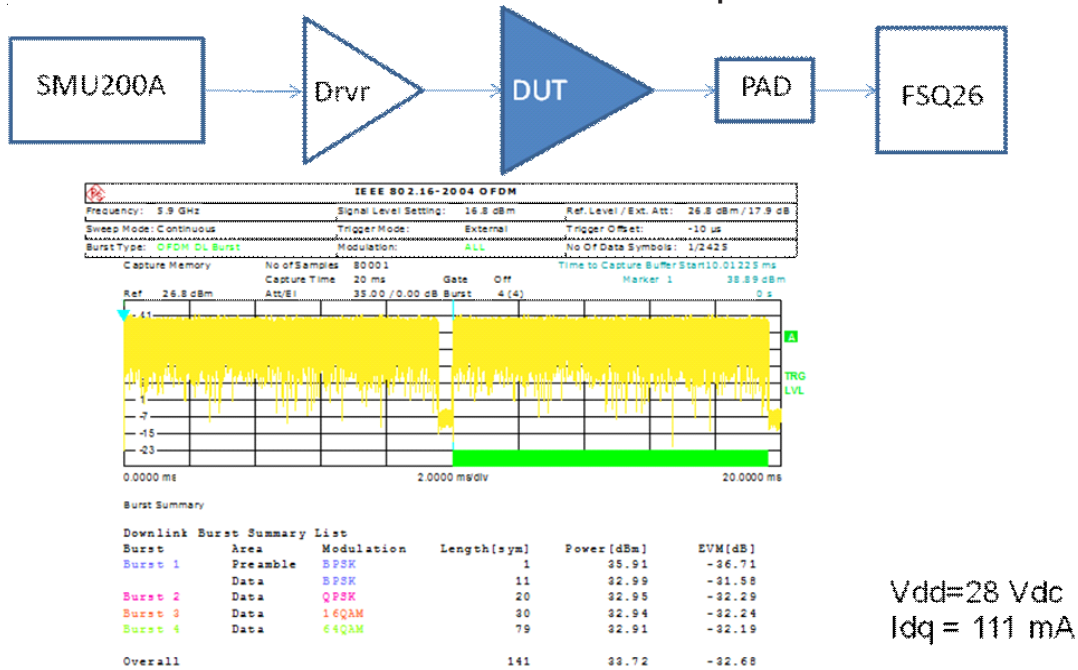 SMU200A
Drvr
DUT
PAD
FSQ26
IEEE 802.16-2004 OFDM
Frequency: 5.9 GHz Signal Level Setting: 16.8 dBm Ref. Level / Ext. Att: 26.8 dBm / 17.9 dB
Sweep Mode: Continuous Trigger Mode: External Trigger Offset: -10 µs
Burst Type: OFDM DL Burst Modulation: ALL No Of Data Symbols: 1/2425
Capture Memory No of Samples 80001 Time to Capture Buffer Start 10.01225 ms
Capture Time 20 ms Gate Off Marker 1 38.89 dBm
Ref 26.8 dBm Att/El 35.00 / 0.00 dB Burst 4 (4) 0 s
41
A
TRG
LVL
1
-7
-15
-23
0.0000 ms 2.0000 ms/div 20.0000 ms
Burst Summary
Downlink Burst Summary List
Burst Area Modulation Length[sym] Power[dBm] EVM[dB]
Burst 1 Preamble BPSK 1 35.91 -36.71
Data BPSK 11 32.99 -31.58
Burst 2 Data QPSK 20 32.95 -32.29
Burst 3 Data 16QAM 30 32.94 -32.24
Burst 4 Data 64QAM 79 32.91 -32.19
Overall 141 33.72 -32.68
Vdd=28 Vdc
Idq = 111 mA